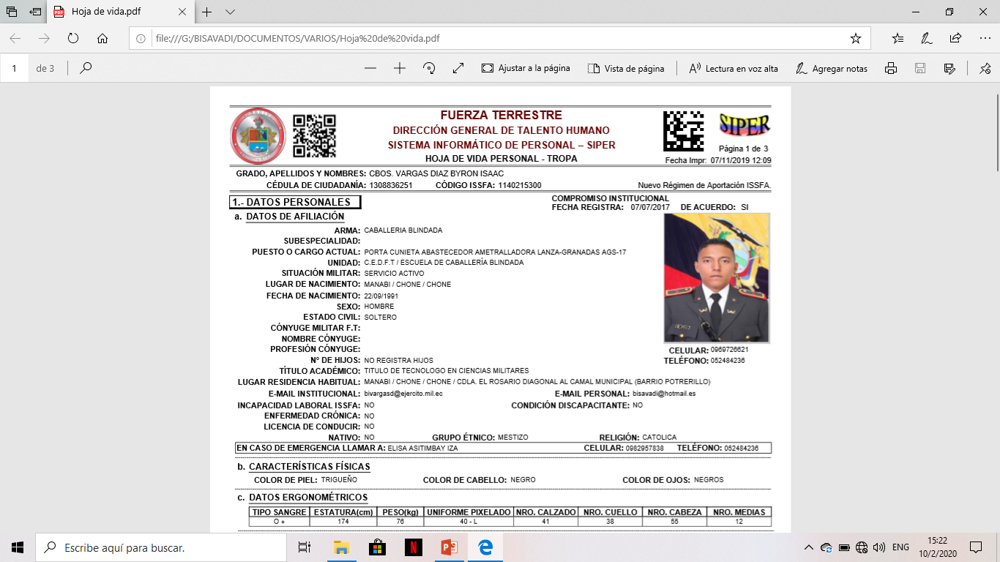 Hoja de vida.pdf
file:///G:/BISAVADI/DOCUMENTOS/VARIOS/Hoja%20de%20vida.pdf
1 de 3 Ajustar a la página Vista de página Lectura en voz alta Agregar notas
FUERZA TERRESTRE
DIRECCIÓN GENERAL DE TALENTO HUMANO
SISTEMA INFORMÁTICO DE PERSONAL – SIPER
HOJA DE VIDA PERSONAL - TROPA
SIPER
Página 1 de 3
Fecha Impr: 07/11/2019 12:09
GRADO, APELLIDOS Y NOMBRES: CBOS. VARGAS DIAZ BYRON ISAAC
CÉDULA DE CIUDADANÍA: 1308836251 CÓDIGO ISSFA: 1140215300 Nuevo Régimen de Aportación ISSFA.
1.- DATOS PERSONALES
COMPROMISO INSTITUCIONAL
FECHA REGISTRA: 07/07/2017 DE ACUERDO: SI
a. DATOS DE AFILIACIÓN
ARMA: CABALLERIA BLINDADA
SUBESPECIALIDAD:
PUESTO O CARGO ACTUAL: PORTA CUNIETA ABASTECEDOR AMETRALLADORA LANZA-GRANADAS AGS-17
UNIDAD: C.E.D.F.T / ESCUELA DE CABALLERÍA BLINDADA
SITUACIÓN MILITAR: SERVICIO ACTIVO
LUGAR DE NACIMIENTO: MANABI / CHONE / CHONE
FECHA DE NACIMIENTO: 22/09/1991
SEXO: HOMBRE
ESTADO CIVIL: SOLTERO
CÓNYUGE MILITAR F.T:
NOMBRE CÓNYUGE:
PROFESIÓN CÓNYUGE:
CELULAR: 0969726621
Nº DE HIJOS: NO REGISTRA HIJOS
TELÉFONO: 052484236
TÍTULO ACADÉMICO: TITULO DE TECNOLOGO EN CIENCIAS MILITARES
LUGAR RESIDENCIA HABITUAL: MANABI / CHONE / CHONE / CDLA. EL ROSARIO DIAGONAL AL CAMAL MUNICIPAL (BARRIO POTRERILLO)
E-MAIL INSTITUCIONAL: bivargasd@ejercito.mil.ec E-MAIL PERSONAL: bisavadi@hotmail.es
INCAPACIDAD LABORAL ISSFA: NO CONDICIÓN DISCAPACITANTE: NO
ENFERMEDAD CRÓNICA: NO
LICENCIA DE CONDUCIR: NO
NATIVO: NO GRUPO ÉTNICO: MESTIZO RELIGIÓN: CATOLICA
EN CASO DE EMERGENCIA LLAMAR A: ELISA ASITIMBAY IZA CELULAR: 0982957838 TELÉFONO: 052484236
b. CARACTERÍSTICAS FÍSICAS
COLOR DE PIEL: TRIGUEÑO COLOR DE CABELLO: NEGRO COLOR DE OJOS: NEGROS
c. DATOS ERGONOMÉTRICOS
TIPO SANGRE ESTATURA(cm) PESO(kg) UNIFORME PIXELADO NRO. CALZADO NRO. CUELLO NRO. CABEZA NRO. MEDIAS
O + 174 76 40 - L 41 38 55 12
Escribe aquí para buscar.
ENG
15:22
10/2/2020